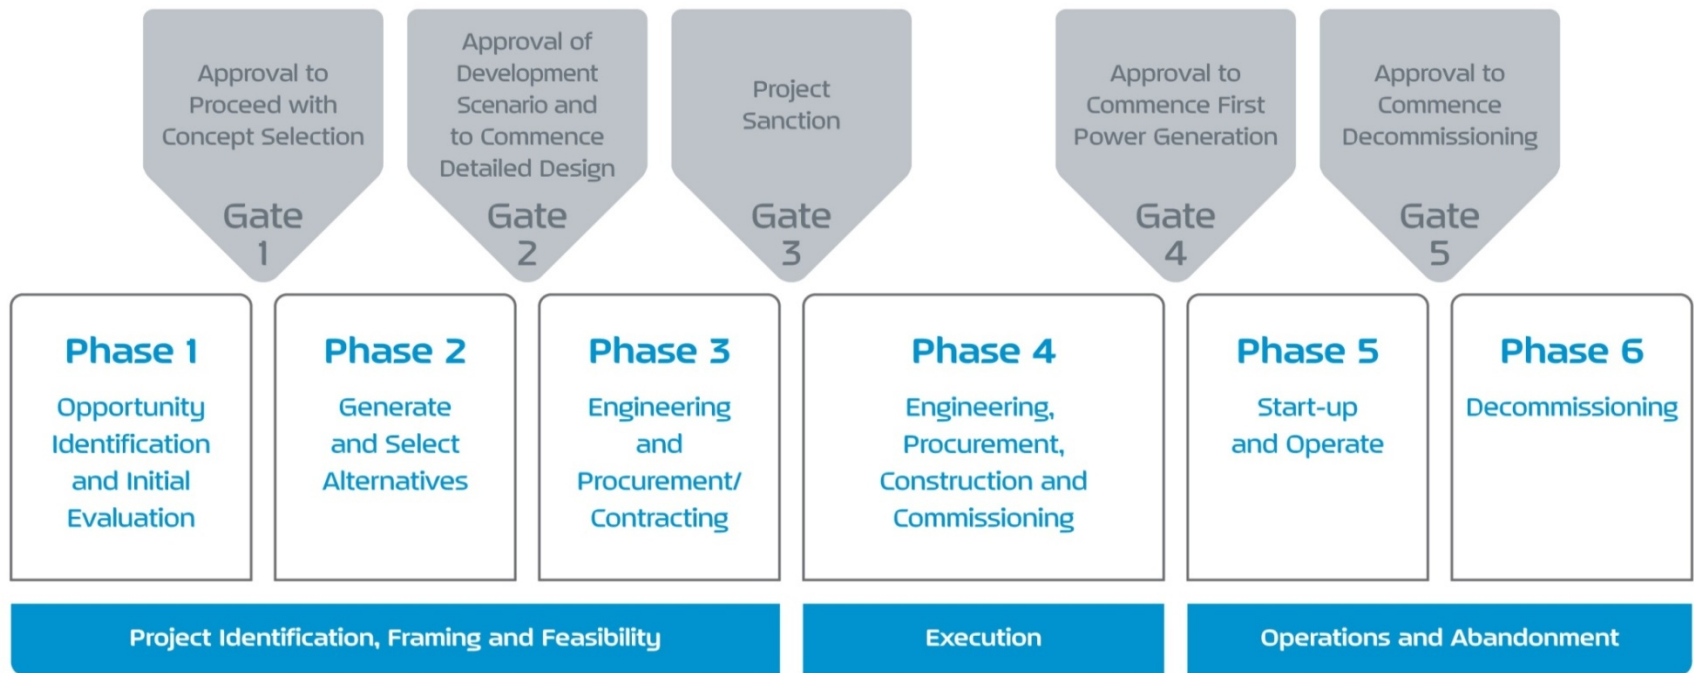 Approval to
Proceed with
Concept Selection
Gate
1
Approval of
Development
Scenario and
to Commence
Detailed Design
Gate
2
Project
Sanction
Gate
3
Approval to
Commence First
Power Generation
Gate
4
Approval to
Commence
Decommissioning
Gate
5
Phase 1
Opportunity
Identification
and Initial
Evaluation
Phase 2
Generate
and Select
Alternatives
Phase 3
Engineering
and
Procurement/
Contracting
Phase 4
Engineering,
Procurement,
Construction and
Commissioning
Phase 5
Start-up
and Operate
Phase 6
Decommissioning
Project Identification, Framing and Feasibility
Execution
Operations and Abandonment